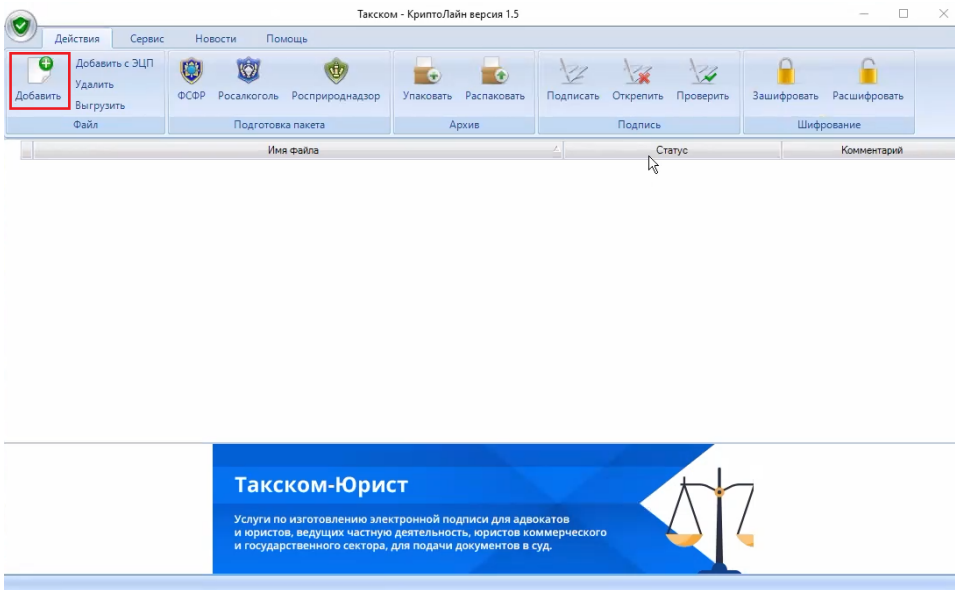 Такском - КриптоЛайн версия 1.5
Действия Сервис Новости Помощь
Добавить
Добавить с ЭЦП
Удалить
Выгрузить
Файл
ФСФР Росалкоголь Росприроднадзор
Подготовка пакета
Упаковать Распаковать
Архив
Подписать Открепить Проверить
Подпись
Зашифровать Расшифровать
Шифрование
Имя файла Статус Комментарий
Такском-Юрист
Услуги по изготовлению электронной подписи для адвокатов
и юристов, ведущих частную деятельность, юристов коммерческого
и государственного сектора, для подачи документов в суд.